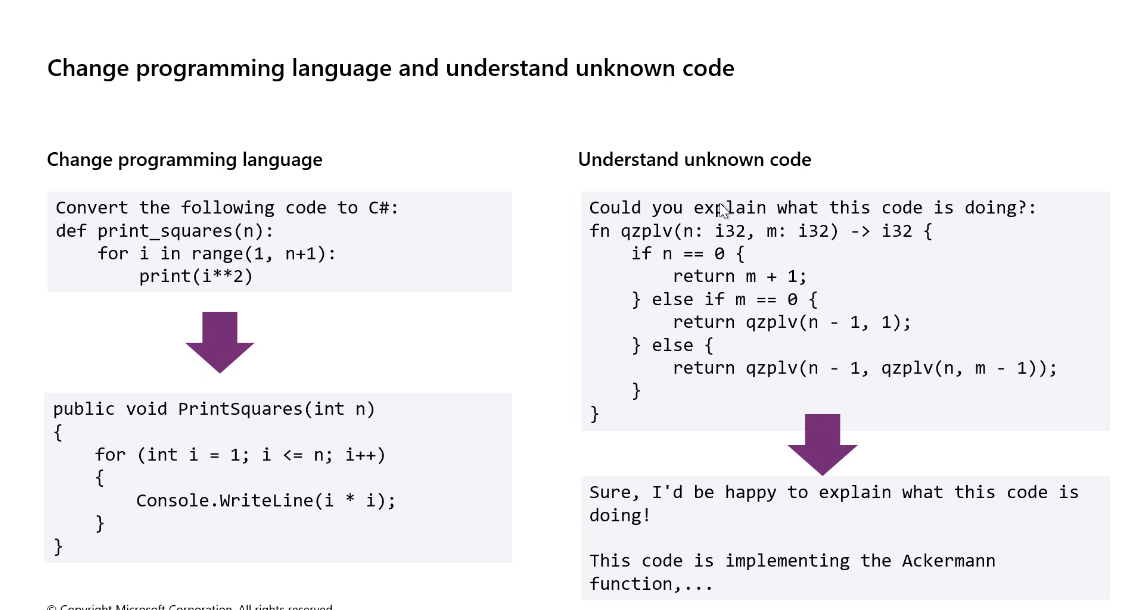 Change programming language and understand unknown code
Change programming language
Convert the following code to C#:
def print_squares(n):
    for i in range(1, n+1):
        print(i**2)
public void PrintSquares(int n)
{
    for (int i = 1; i <= n; i++)
    {
        Console.WriteLine(i * i);
    }
}
Understand unknown code
Could you explain what this code is doing?:
fn qzplv(n: i32, m: i32) -> i32 {
    if n == 0 {
        return m + 1;
    } else if m == 0 {
        return qzplv(n - 1, 1);
    } else {
        return qzplv(n - 1, qzplv(n, m - 1));
    }
}
Sure, I'd be happy to explain what this code is
doing!
This code is implementing the Ackermann
function,...
© Copyright Microsoft Corporation. All rights reserved.